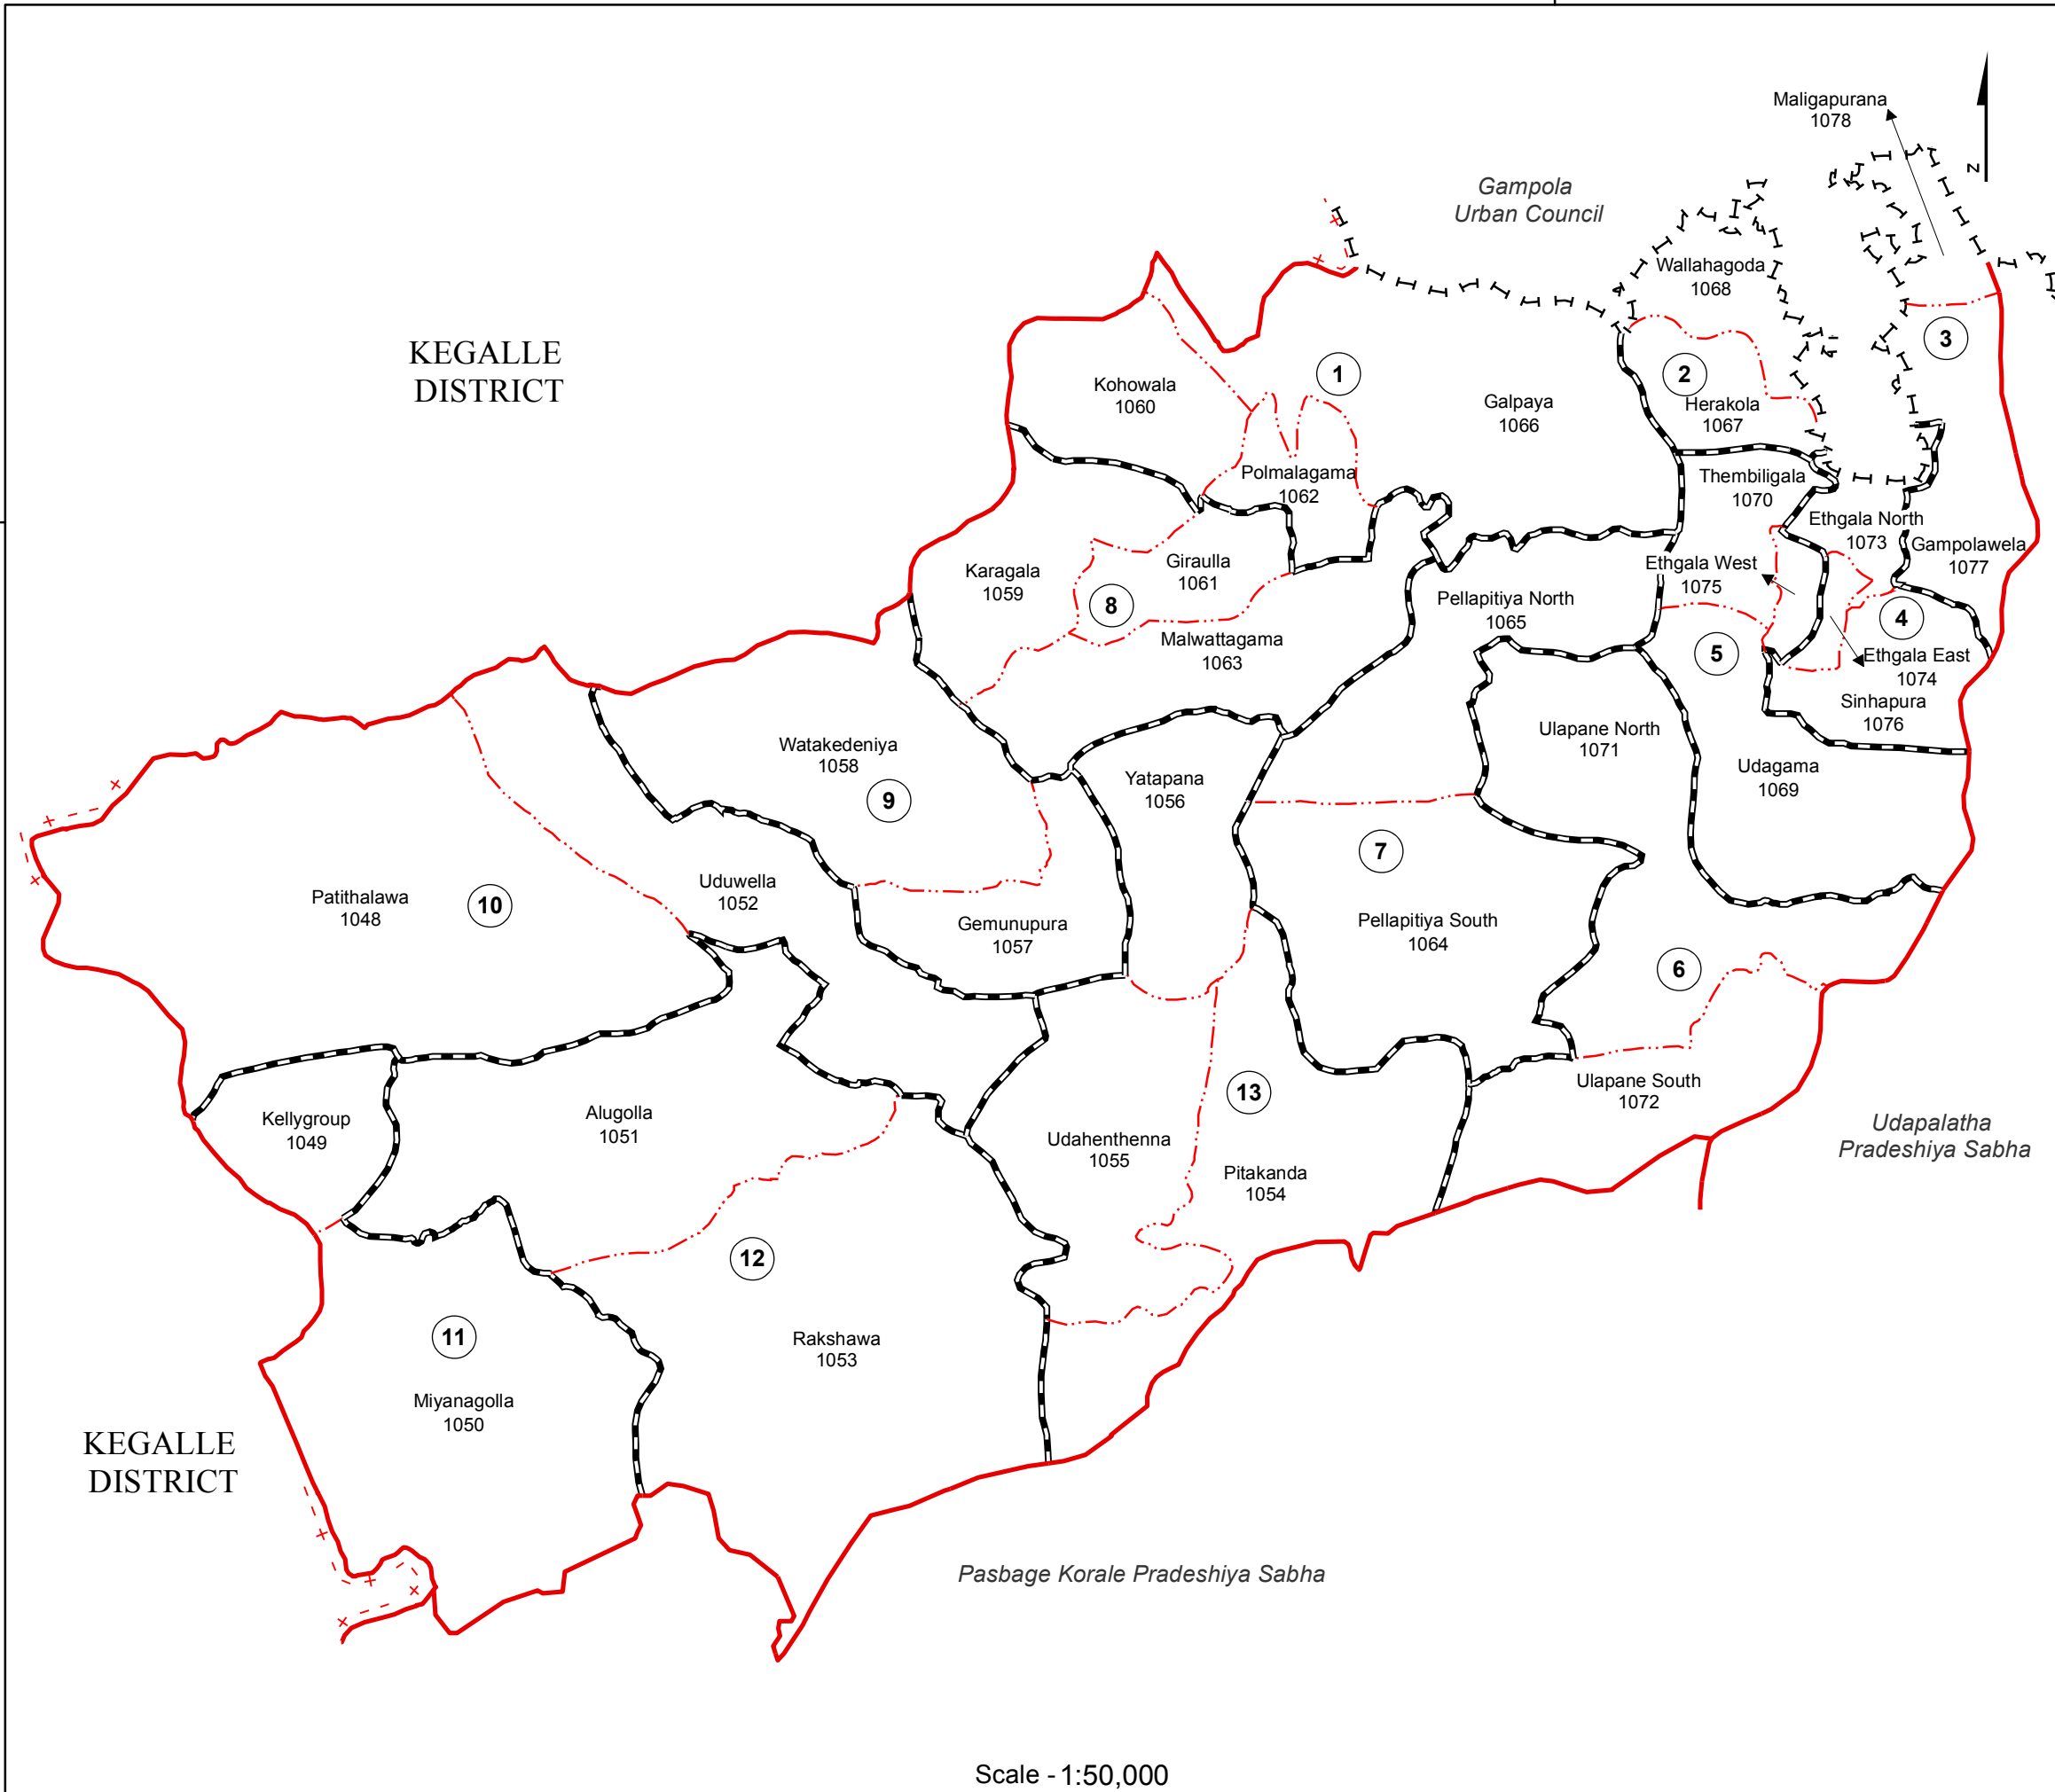 Maligapurana
1078
N
Gampola
Urban Council
Wallahagoda
1068
3
KEGALLE
DISTRICT
1
2
Kohowala
1060
Galpaya
1066
Herakola
1067
Polmalagama
1062
Thembiligala
1070
Ethgala North
1073
Gampolawela
1077
Giraulla
1061
Karagala
1059
Ethgala West
1075
8
Pellapitiya North
1065
4
Malwattagama
1063
5
Ethgala East
1074
Sinhapura
1076
Ulapane North
1071
Watakedeniya
1058
Yatapana
1056
Udagama
1069
9
7
Uduwella
1052
Patithalawa
1048
10
Gemunupura
1057
Pellapitiya South
1064
6
13
Ulapane South
1072
Kellygroup
1049
Alugolla
1051
Udahenthenna
1055
Pitakanda
1054
Udapalatha
Pradeshiya Sabha
12
11
Rakshawa
1053
Miyanagolla
1050
KEGALLE
DISTRICT
Pasbage Korale Pradeshiya Sabha
Scale - 1:50,000